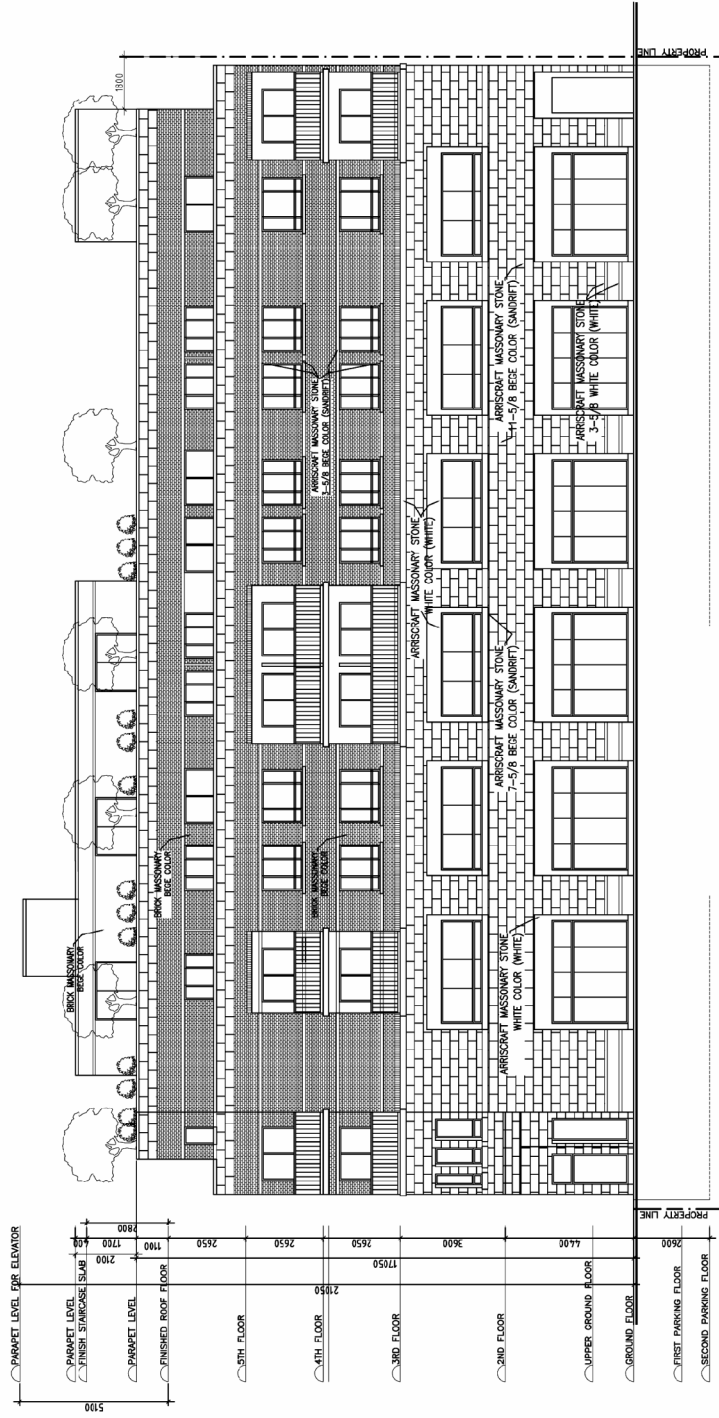 PARAPET LEVEL FOR ELEVATOR
PARAPET LEVEL
FINISH STAIRCASE SLAB
PARAPET LEVEL
FINISHED ROOF FLOOR
5TH FLOOR
4TH FLOOR
3RD FLOOR
2ND FLOOR
UPPER GROUND FLOOR
GROUND FLOOR
FIRST PARKING FLOOR
SECOND PARKING FLOOR
5100
21050
17050
2100
400
1700
2800
1100
2650
2650
2650
3600
4400
2600
1800
PROPERTY LINE
PROPERTY LINE
BRICK MASSONARY
BEGE COLOR
BRICK MASSONARY
BEGE COLOR
BRICK MASSONARY
BEGE COLOR
ARRISCRAFT MASSONARY STONE
3-5/8 BEGE COLOR (SANDRIFT)
ARRISCRAFT MASSONARY STONE
WHITE COLOR (WHITE)
ARRISCRAFT MASSONARY STONE
11-5/8 BEGE COLOR (SANDRIFT)
ARRISCRAFT MASSONARY STONE
7-5/8 BEGE COLOR (SANDRIFT)
ARRISCRAFT MASSONARY STONE
WHITE COLOR (WHITE)
ARRISCRAFT MASSONARY STONE
3-5/8 WHITE COLOR (WHITE)